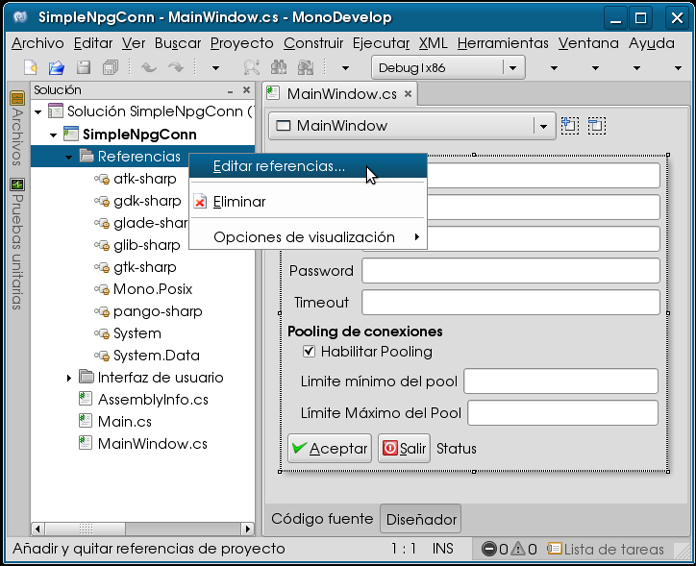 SimpleNpgConn - MainWindow.cs - MonoDevelop
Archivo Editar Ver Buscar Proyecto Construir Ejecutar XML Herramientas Ventana Ayuda
Debug|x86
Archivos
Pruebas unitarias
Solución
Solución SimpleNpgConn (
SimpleNpgConn
Referencias
atk-sharp
gdk-sharp
glade-shar
glib-sharp
gtk-sharp
Mono.Posix
pango-sharp
System
System.Data
Interfaz de usuario
AssemblyInfo.cs
Main.cs
MainWindow.cs
Editar referencias...
Eliminar
Opciones de visualización
MainWindow.cs
MainWindow
Password
Timeout
Pooling de conexiones
Habilitar Pooling
Limite mínimo del pool
Límite Máximo del Pool
Aceptar Salir Status
Código fuente Diseñador
Añadir y quitar referencias de proyecto 1 : 1 INS 0 0 Lista de tareas